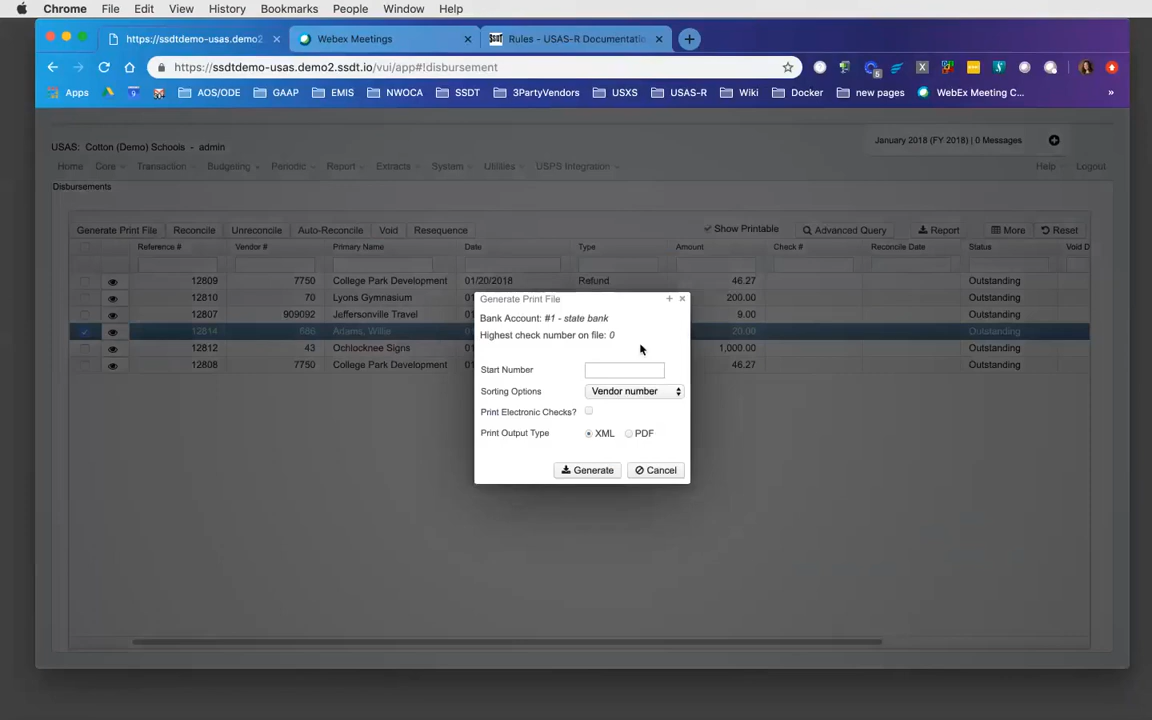 Chrome File Edit View History Bookmarks People Window Help
https://ssdtdemo-usas.demo2 Webex Meetings SSDT Rules - USAS-R Documentatio
https://ssdtdemo-usas.demo2.ssdt.io/vui/app#!disbursement
Apps AOS/ODE GAAP EMIS NWOCA SSDT 3PartyVendors USXS USAS-R Wiki Docker new pages WebEx Meeting C... »
USAS: Cotton (Demo) Schools - admin January 2018 (FY 2018) | 0 Messages
Home Core Transaction Budgeting Periodic Report Extracts System Utilities USPS Integration Help Logout
Disbursements
Generate Print File Reconcile Unreconcile Auto-Reconcile Void Resequence Show Printable Advanced Query Report More Reset
Reference # Vendor # Primary Name Date Type Amount Check # Reconcile Date Status Void D
12809 7750 College Park Development 01/20/2018 Refund 46.27 Outstanding
12810 70 Lyons Gymnasium 200.00 Outstanding
12807 909092 Jeffersonville Travel 9.00 Outstanding
12814 686 Adams, Willie 20.00 Outstanding
12812 43 Ochlocknee Signs 1,000.00 Outstanding
12808 7750 College Park Development 46.27 Outstanding
Generate Print File
Bank Account: #1 - state bank
Highest check number on file: 0
Start Number
Sorting Options Vendor number
Print Electronic Checks?
Print Output Type XML PDF
Generate Cancel